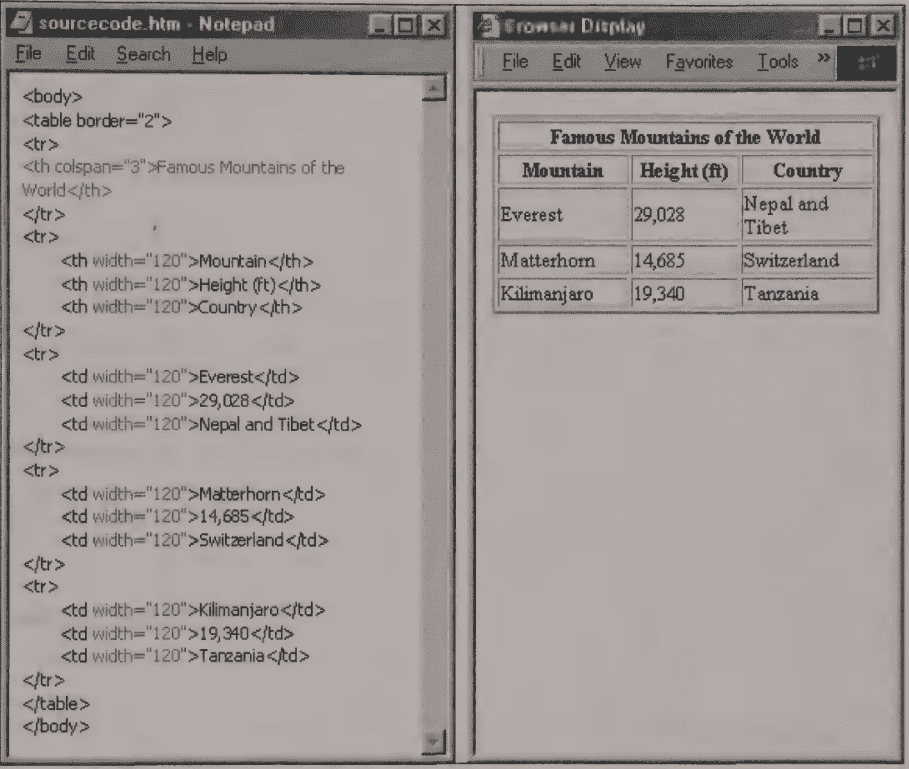 sourcecode.htm - Notepad
File Edit Search Help
<body>
<table border="2">
<tr>
<th colspan="3">Famous Mountains of the
World</th>
</tr>
<tr>
<th width="120">Mountain</th>
<th width="120">Height (ft)</th>
<th width="120">Country</th>
</tr>
<tr>
<td width="120">Everest</td>
<td width="120">29,028</td>
<td width="120">Nepal and Tibet</td>
</tr>
<tr>
<td width="120">Matterhorn</td>
<td width="120">14,685</td>
<td width="120">Switzerland</td>
</tr>
<tr>
<td width="120">Kilimanjaro</td>
<td width="120">19,340</td>
<td width="120">Tanzania</td>
</tr>
</table>
</body>
Browser Display
File Edit View Favorites Tools »
Famous Mountains of the World
Mountain Height (ft) Country
Everest 29,028 Nepal and
Tibet
Matterhorn 14,685 Switzerland
Kilimanjaro 19,340 Tanzania